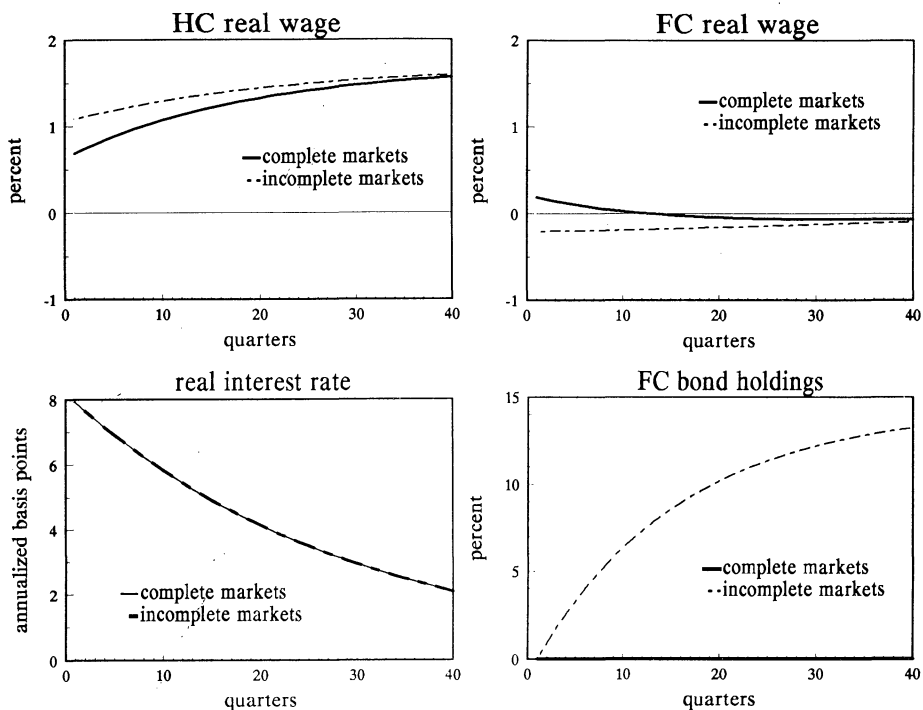 HC real wage
percent
2
1
0
-1
complete markets
incomplete markets
0 10 20 30 40
quarters
FC real wage
percent
2
1
0
-1
complete markets
incomplete markets
0 10 20 30 40
quarters
real interest rate
annualized basis points
8
6
4
2
0
complete markets
incomplete markets
0 10 20 30 40
quarters
FC bond holdings
percent
15
10
5
0
complete markets
incomplete markets
0 10 20 30 40
quarters